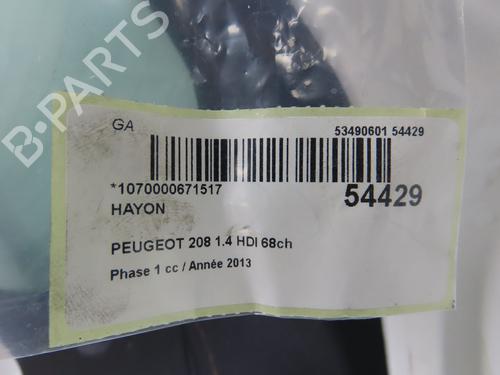 B-PARTS
GA
53490601 54429
*1070000671517
54429
HAYON
PEUGEOT 208 1.4 HDI 68ch
Phase 1 cc / Année 2013